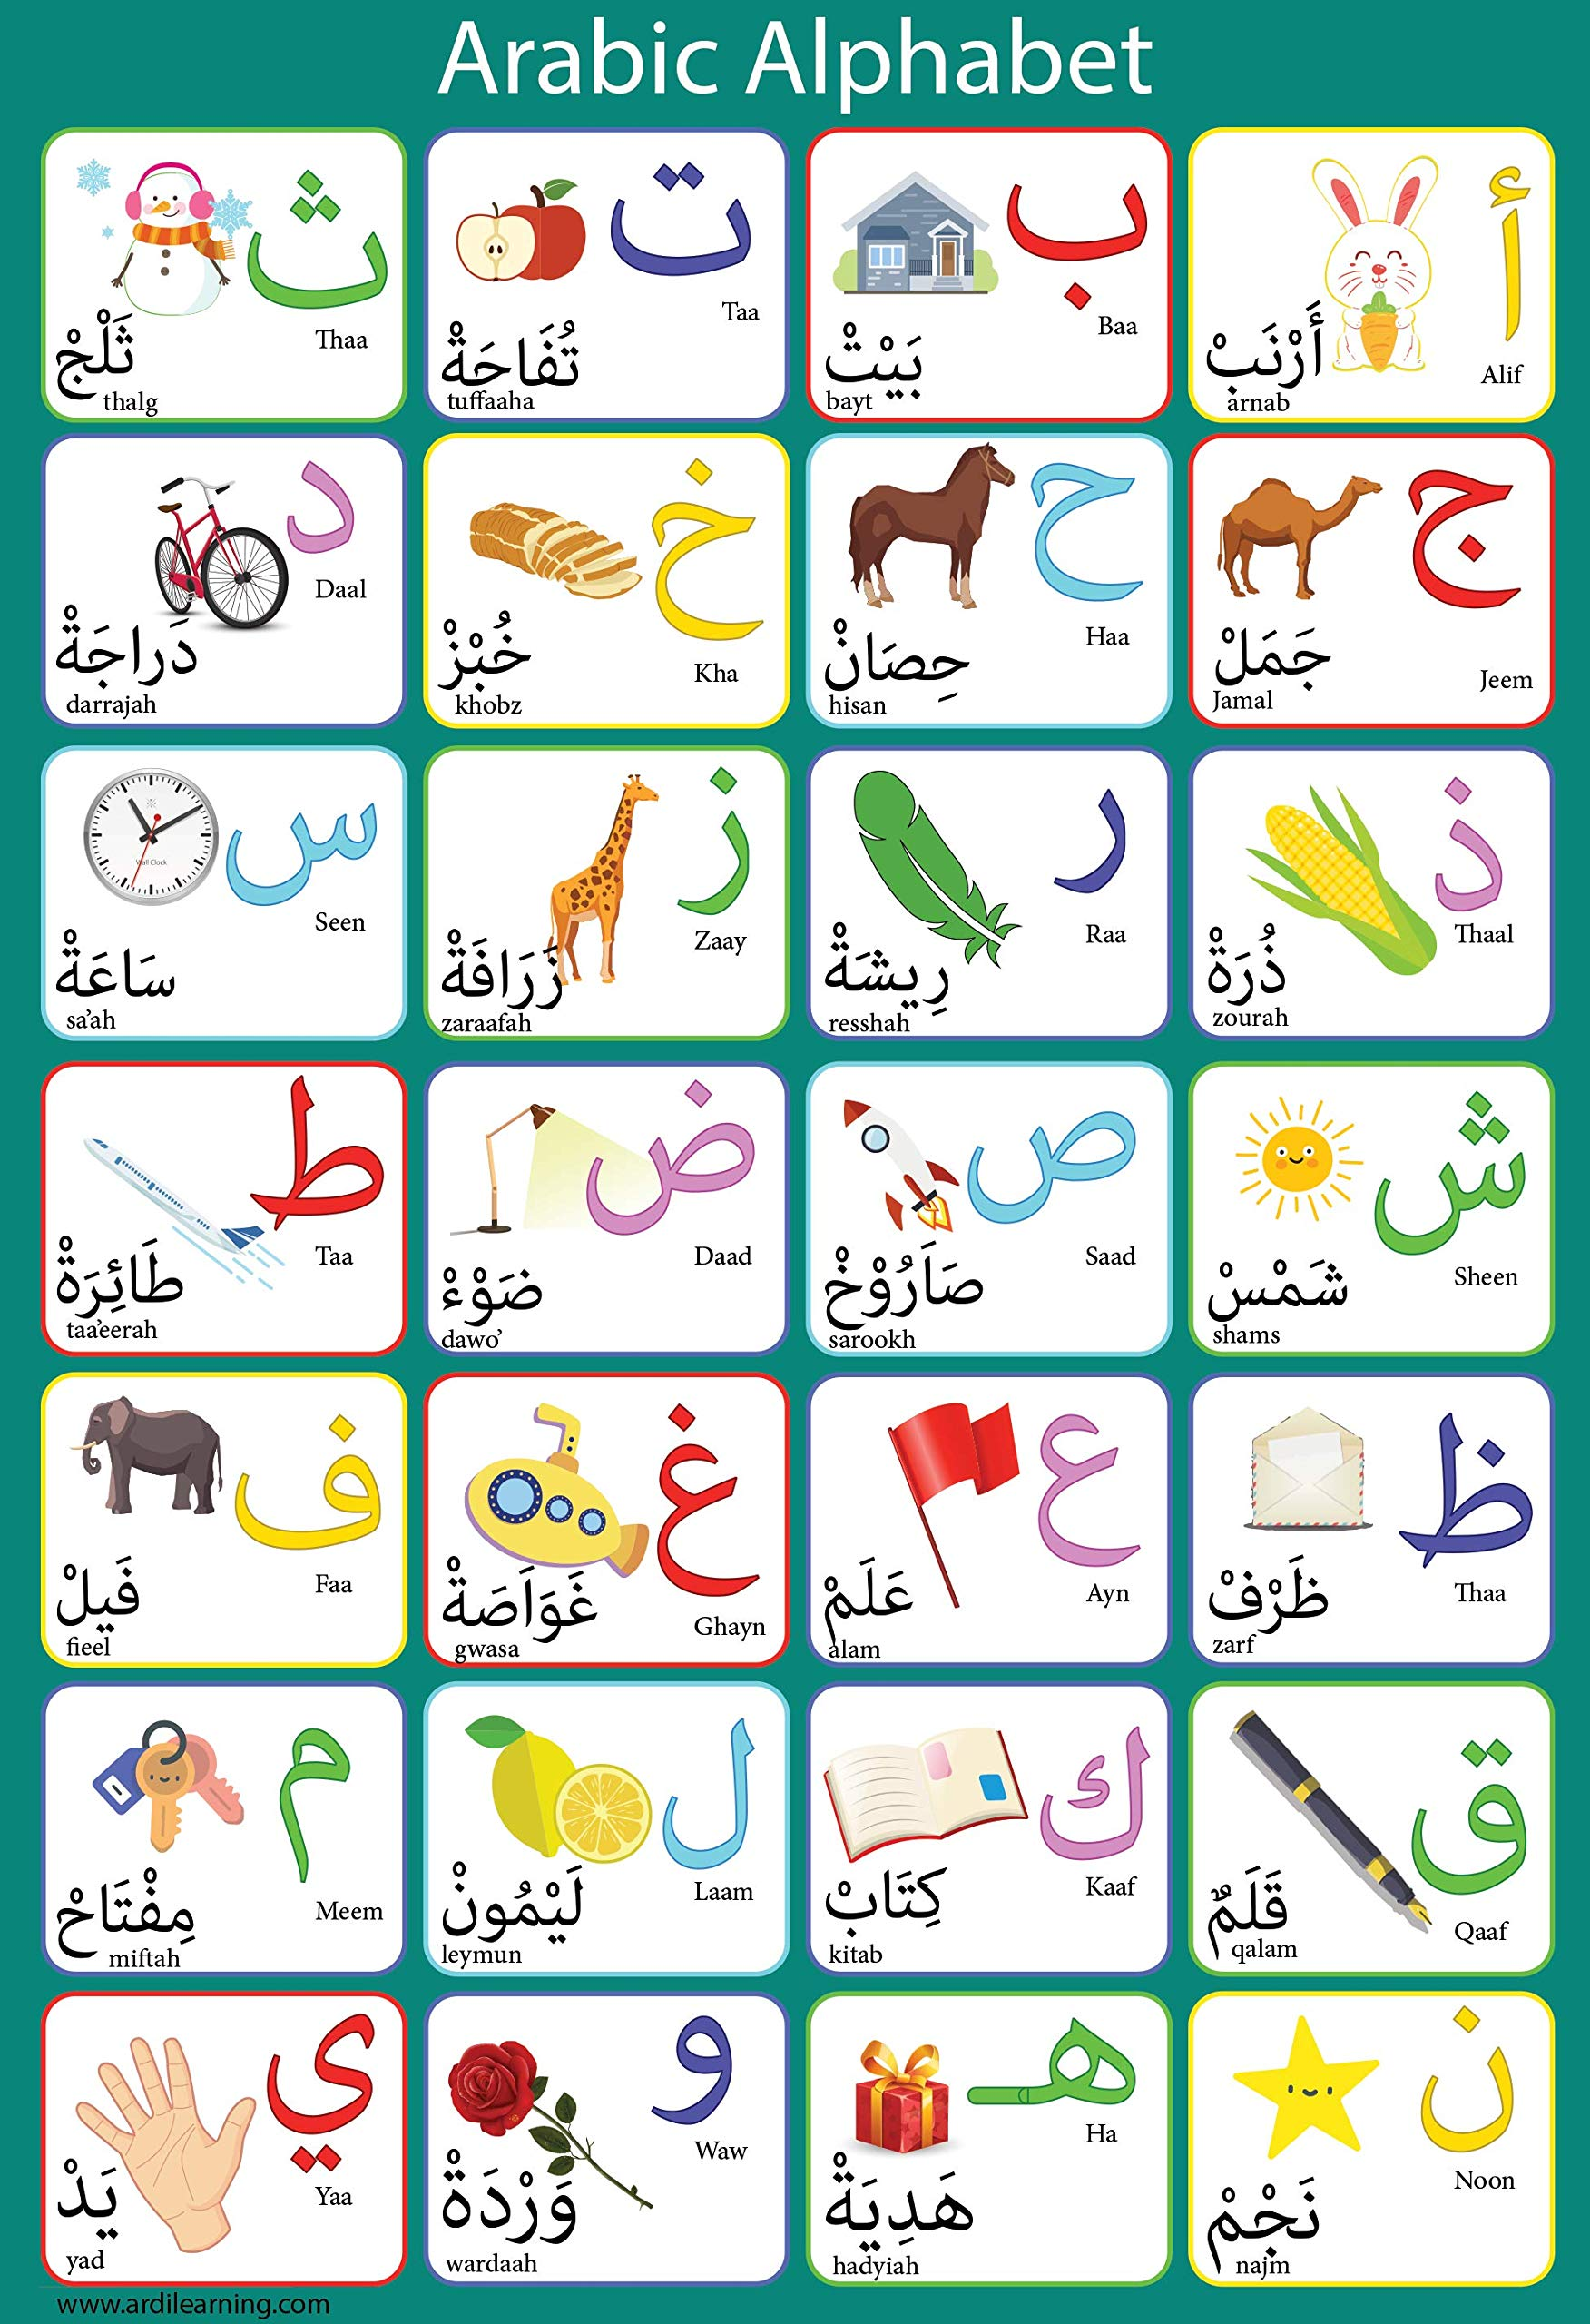 Arabic Alphabet
أ
Alif
أَرْنَبْ
arnab
ب
Baa
بَيْتْ
bayt
ت
Taa
تُفَاحَةْ
tuffaaha
ث
Thaa
ثَلْجْ
thalg
ج
Jeem
جَمَلْ
Jamal
ح
Haa
حِصَانْ
hisan
خ
Kha
خُبْزْ
khobz
د
Daal
دَراجَةْ
darrajah
ذ
Thaal
ذُرَةْ
zourah
ر
Raa
رِيشَةْ
resshah
ز
Zaay
زَرَافَةْ
zaraafah
Wall Clock
س
Seen
سَاعَةْ
sa'ah
ش
Sheen
شَمْسْ
shams
ص
Saad
صَارُوْخْ
sarookh
ض
Daad
ضَوْءْ
dawo'
ط
Taa
طَائِرَةْ
taa'eerah
ظ
Thaa
ظَرْفْ
zarf
ع
Ayn
عَلَمْ
alam
غ
Ghayn
غَوَاَصَةْ
gwasa
ف
Faa
فَيلْ
fieel
ق
Qaaf
قَلَمٌ
qalam
ك
Kaaf
كِتَابْ
kitab
ل
Laam
لَيْمُونْ
leymun
م
Meem
مِفْتَاحْ
miftah
ن
Noon
نَجْمْ
najm
هـ
Ha
هَدِيَةْ
hadyiah
و
Waw
وَرْدَةْ
wardaah
ي
Yaa
يَدْ
yad
www.ardilearning.com